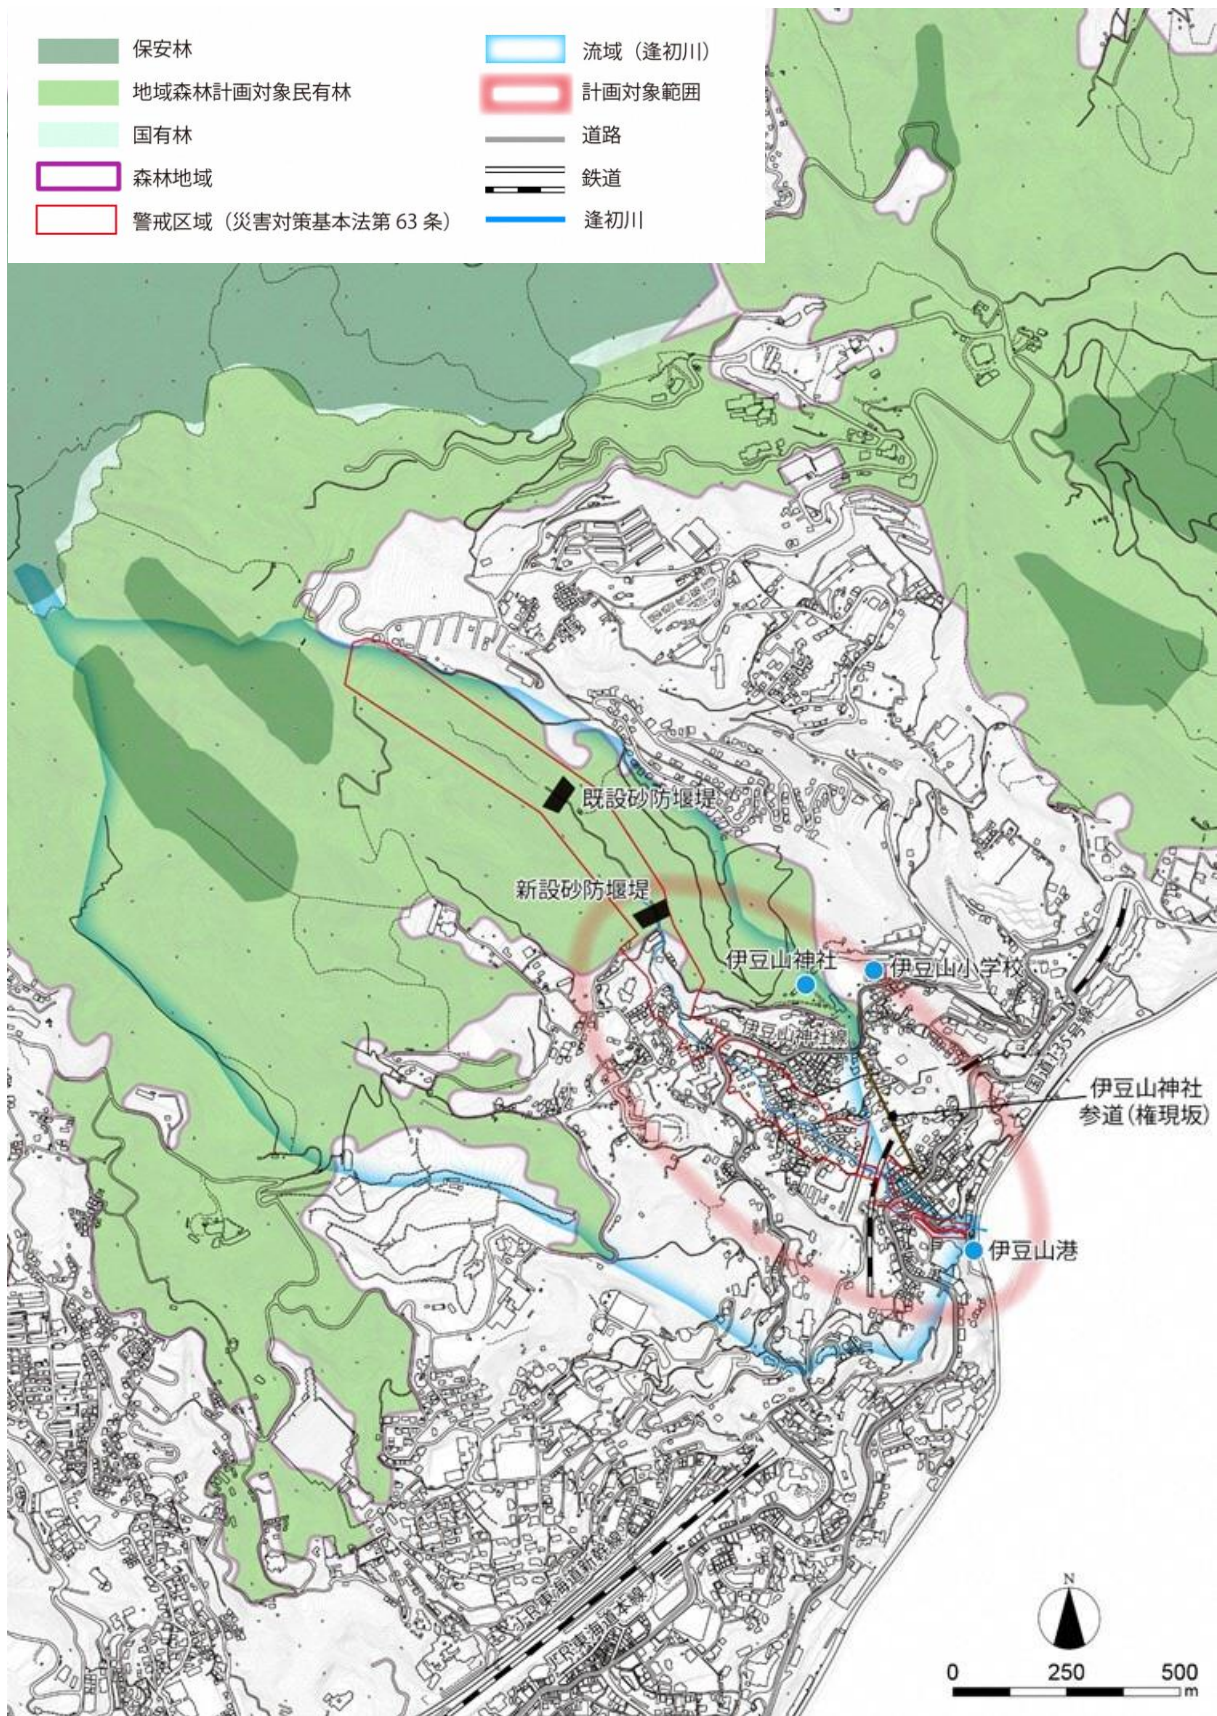 保安林
地域森林計画対象民有林
国有林
森林地域
警戒区域（災害対策基本法第 63 条）
流域（逢初川）
計画対象範囲
道路
鉄道
逢初川
既設砂防堰堤
新設砂防堰堤
伊豆山神社
伊豆山小学校
伊豆山神社線
国道135号線
伊豆山神社
参道（権現坂）
伊豆山港
JR東海道新幹線
JR東海道本線
N
0 250 500
m